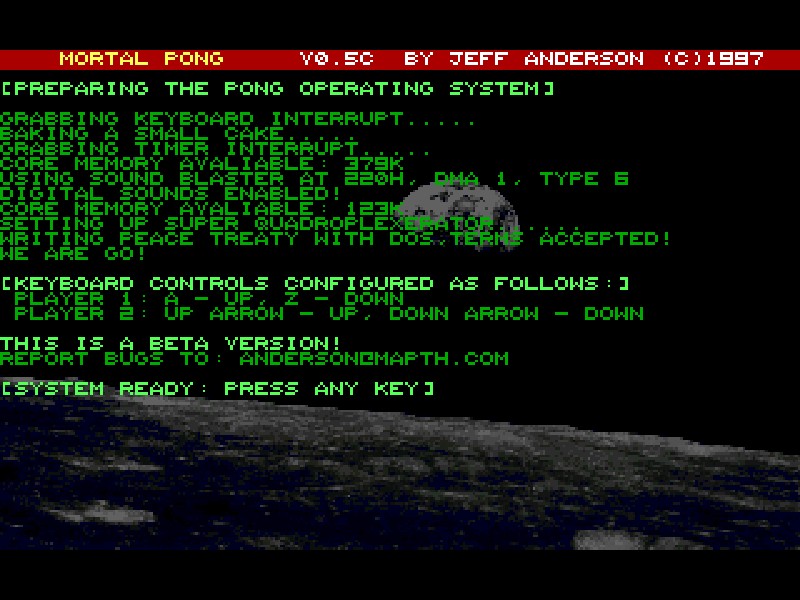 MORTAL PONG V0.5C BY JEFF ANDERSON (C)1997
[PREPARING THE PONG OPERATING SYSTEM]
GRABBING KEYBOARD INTERRUPT.....
BAKING A SMALL CAKE.....
GRABBING TIMER INTERRUPT.....
CORE MEMORY AVALIABLE: 379K
USING SOUND BLASTER AT 220H, DMA 1, TYPE 6
DIGITAL SOUNDS ENABLED!
CORE MEMORY AVALIABLE: 123K
SETTING UP SUPER QUADROPLEXERATOR......
WRITING PEACE TREATY WITH DOS,TERMS ACCEPTED!
WE ARE GO!
[KEYBOARD CONTROLS CONFIGURED AS FOLLOWS:]
PLAYER 1: A - UP, Z - DOWN
PLAYER 2: UP ARROW - UP, DOWN ARROW - DOWN
THIS IS A BETA VERSION!
REPORT BUGS TO: ANDERSON@MAPTH.COM
[SYSTEM READY: PRESS ANY KEY]